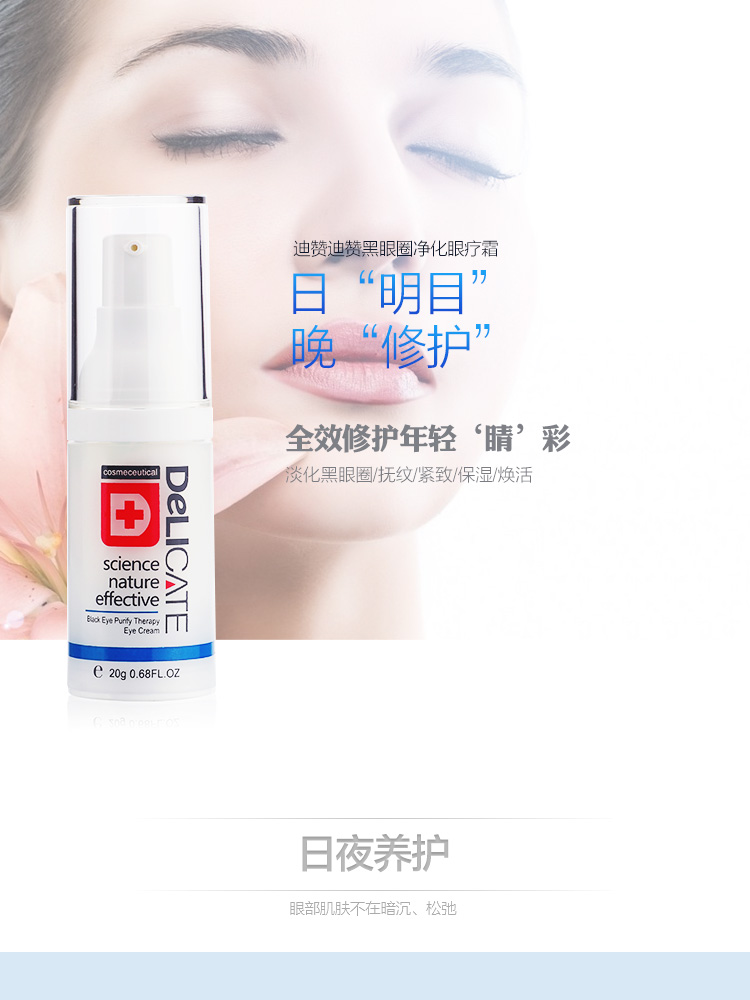 迪赞迪赞黑眼圈净化眼疗霜
日“明目”
晚“修护”
全效修护年轻‘睛’彩
淡化黑眼圈/抚纹/紧致/保湿/焕活
cosmeceutical
DeLICATE
science
nature
effective
Black Eye Purify Therapy
Eye Cream
e 20g 0.68FL.OZ
日夜养护
眼部肌肤不在暗沉、松弛